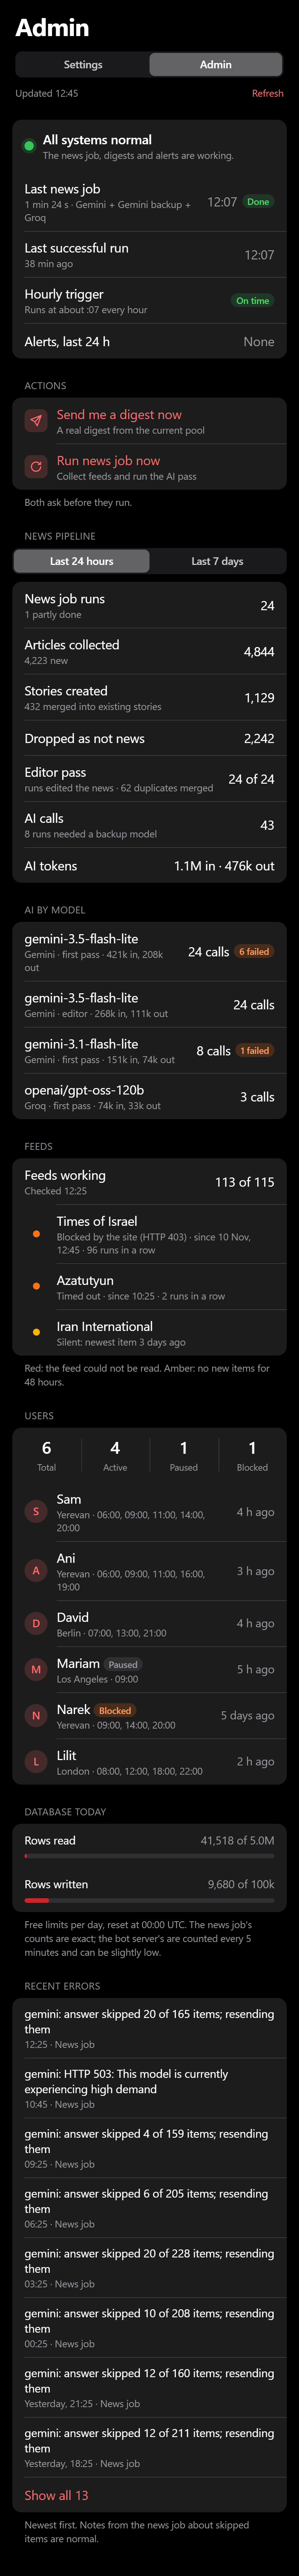 Admin
Settings
Admin
Updated 12:45
Refresh
All systems normal
The news job, digests and alerts are working.
Last news job
1 min 24 s · Gemini + Gemini backup +
Groq
12:07
Done
Last successful run
38 min ago
12:07
Hourly trigger
Runs at about :07 every hour
On time
Alerts, last 24 h
None
ACTIONS
Send me a digest now
A real digest from the current pool
Run news job now
Collect feeds and run the AI pass
Both ask before they run.
NEWS PIPELINE
Last 24 hours
Last 7 days
News job runs
1 partly done
24
Articles collected
4,223 new
4,844
Stories created
432 merged into existing stories
1,129
Dropped as not news
2,242
Editor pass
runs edited the news · 62 duplicates merged
24 of 24
AI calls
8 runs needed a backup model
43
AI tokens
1.1M in · 476k out
AI BY MODEL
gemini-3.5-flash-lite
Gemini · first pass · 421k in, 208k
out
24 calls
6 failed
gemini-3.5-flash-lite
Gemini · editor · 268k in, 111k out
24 calls
gemini-3.1-flash-lite
Gemini · first pass · 151k in, 74k out
8 calls
1 failed
openai/gpt-oss-120b
Groq · first pass · 74k in, 33k out
3 calls
FEEDS
Feeds working
Checked 12:25
113 of 115
Times of Israel
Blocked by the site (HTTP 403) · since 10 Nov,
12:45 · 96 runs in a row
Azatutyun
Timed out · since 10:25 · 2 runs in a row
Iran International
Silent: newest item 3 days ago
Red: the feed could not be read. Amber: no new items for
48 hours.
USERS
6
Total
4
Active
1
Paused
1
Blocked
S
Sam
Yerevan · 06:00, 09:00, 11:00, 14:00,
20:00
4 h ago
A
Ani
Yerevan · 06:00, 09:00, 11:00, 16:00,
19:00
3 h ago
D
David
Berlin · 07:00, 13:00, 21:00
4 h ago
M
Mariam
Paused
Los Angeles · 09:00
5 h ago
N
Narek
Blocked
Yerevan · 09:00, 14:00, 20:00
5 days ago
L
Lilit
London · 08:00, 12:00, 18:00, 22:00
2 h ago
DATABASE TODAY
Rows read
41,518 of 5.0M
Rows written
9,680 of 100k
Free limits per day, reset at 00:00 UTC. The news job's
counts are exact; the bot server's are counted every 5
minutes and can be slightly low.
RECENT ERRORS
gemini: answer skipped 20 of 165 items; resending
them
12:25 · News job
gemini: HTTP 503: This model is currently
experiencing high demand
10:45 · News job
gemini: answer skipped 4 of 159 items; resending
them
09:25 · News job
gemini: answer skipped 6 of 205 items; resending
them
06:25 · News job
gemini: answer skipped 20 of 228 items; resending
them
03:25 · News job
gemini: answer skipped 10 of 208 items; resending
them
00:25 · News job
gemini: answer skipped 12 of 160 items; resending
them
Yesterday, 21:25 · News job
gemini: answer skipped 12 of 211 items; resending
them
Yesterday, 18:25 · News job
Show all 13
Newest first. Notes from the news job about skipped
items are normal.